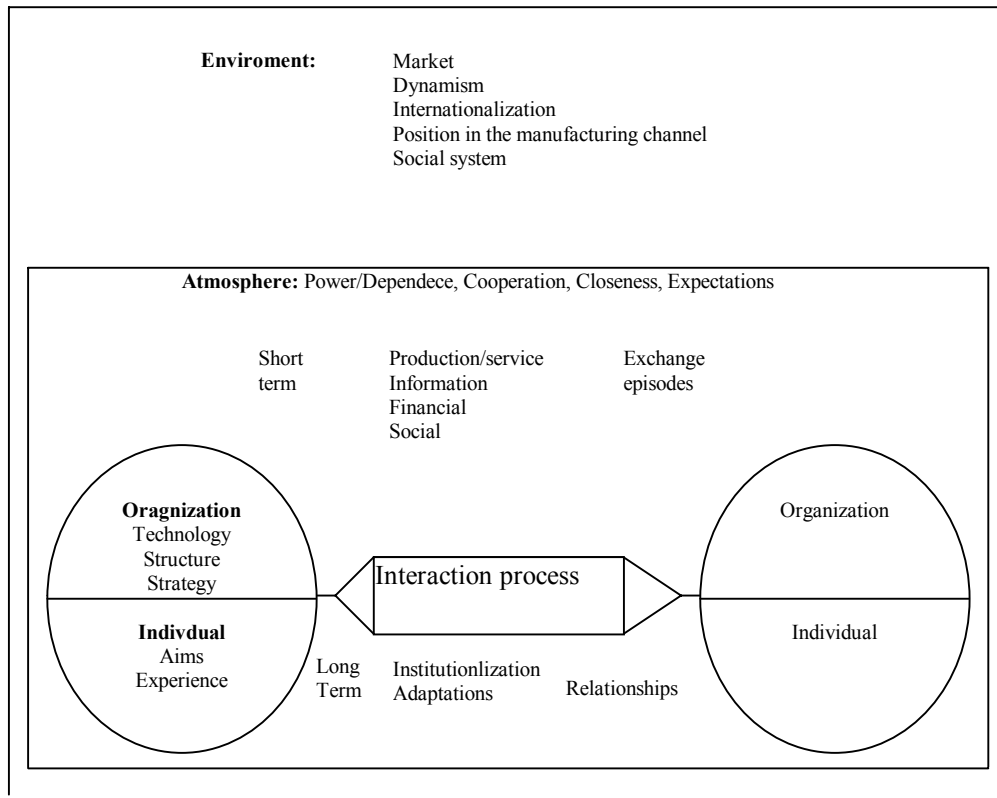 Enviroment: Market
Dynamism
Internationalization
Position in the manufacturing channel
Social system
Atmosphere: Power/Dependece, Cooperation, Closeness, Expectations
Short
term
Production/service
Information
Financial
Social
Exchange
episodes
Oragnization
Technology
Structure
Strategy
Indivdual
Aims
Experience
Interaction process
Organization
Individual
Long
Term
Institutionlization
Adaptations
Relationships